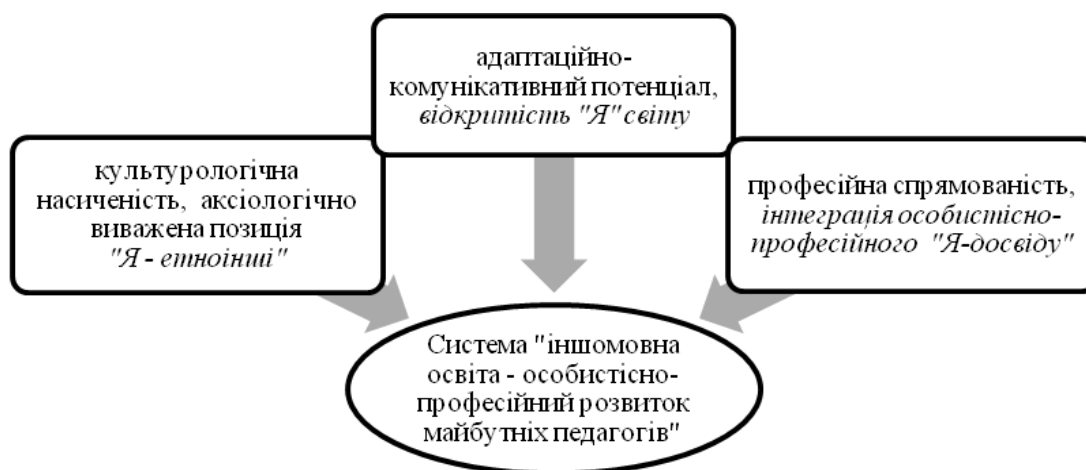 адаптаційно-
комунікативний потенціал,
відкритість "Я" світу
культурологічна
насиченість, аксіологічно
виважена позиція
"Я - етноінші"
професійна спрямованість,
інтеграція особистісно-
професійного "Я-досвіду"
Система "іншомовна
освіта - особистісно-
професійний розвиток
майбутніх педагогів"